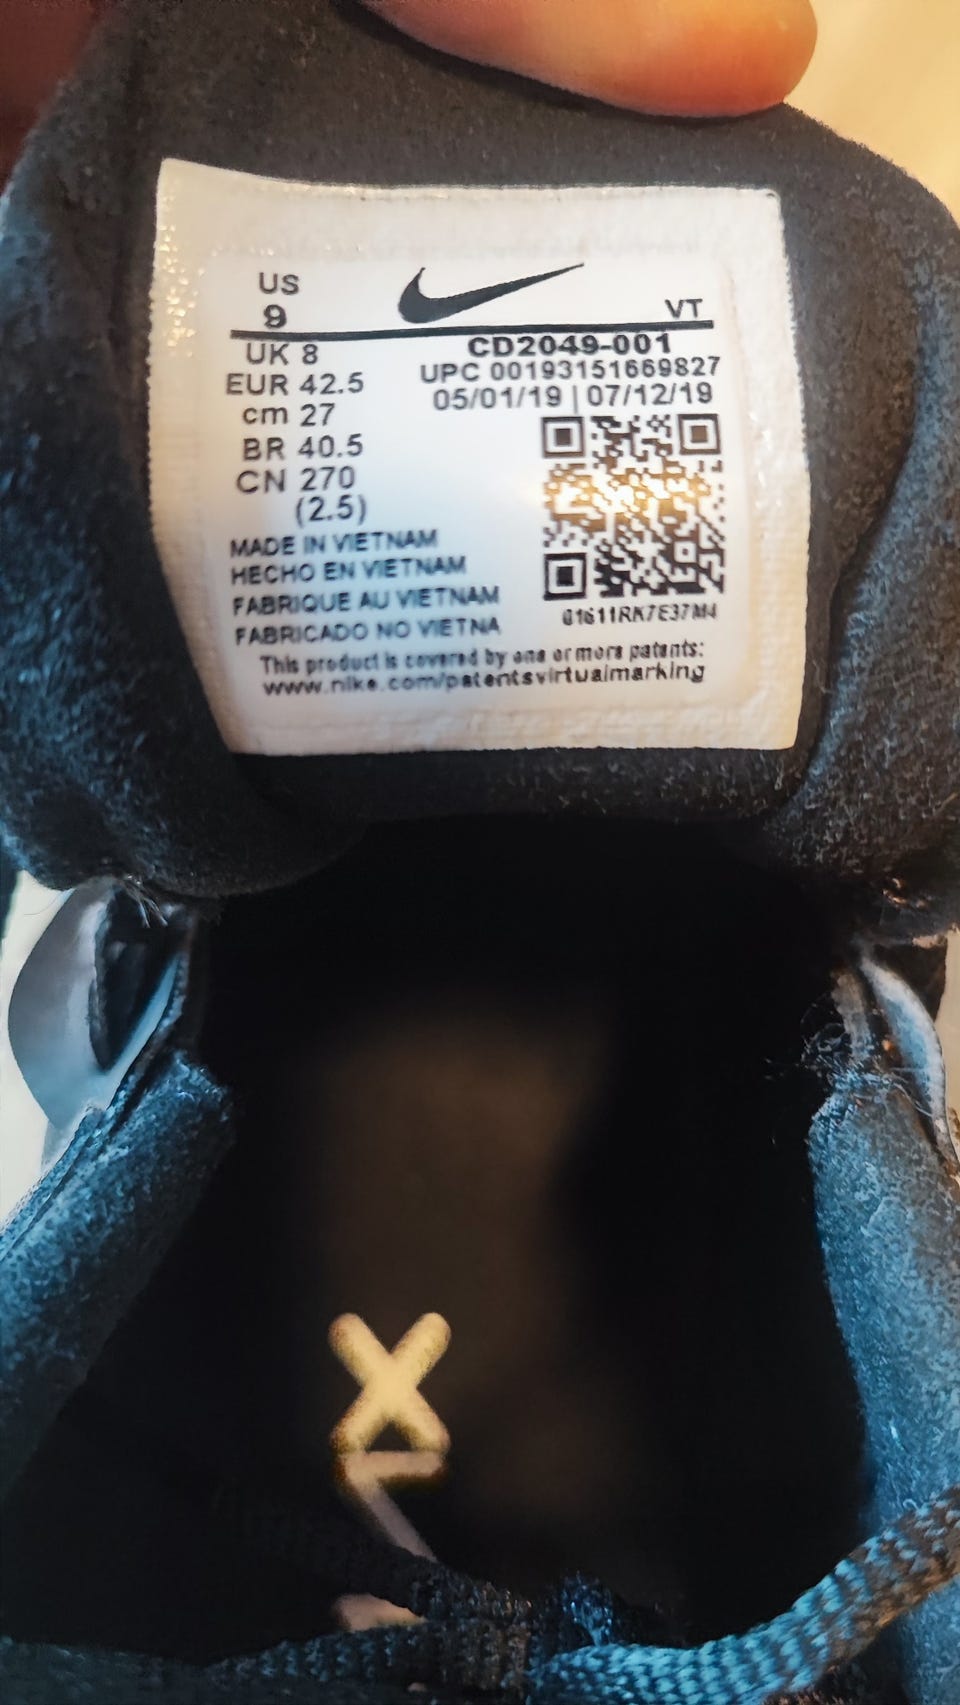 US
9
VT
UK 8
EUR 42.5
cm 27
BR 40.5
CN 270
(2.5)
CD2049-001
UPC 00193151669827
05/01/19 | 07/12/19
MADE IN VIETNAM
HECHO EN VIETNAM
FABRIQUE AU VIETNAM
FABRICADO NO VIETNA
01611RK7E37M4
This product is covered by one or more patents:
www.nike.com/patentsvirtualmarking
X